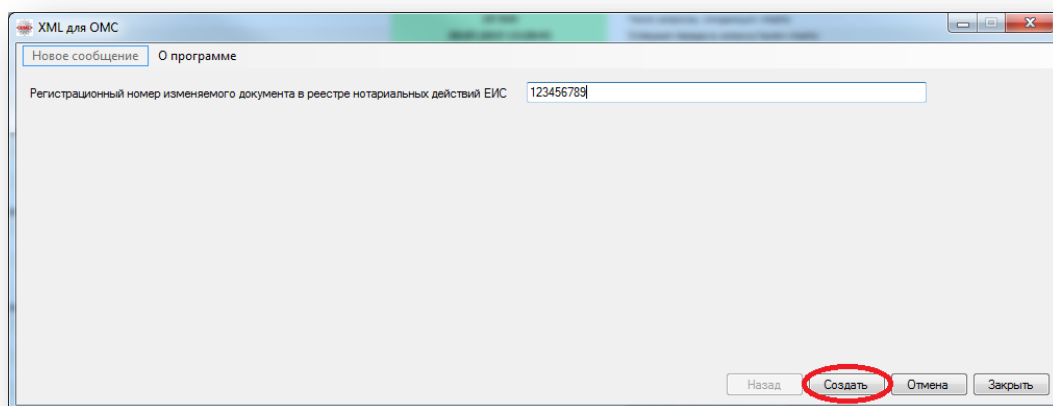 XML для ОМС
Новое сообщение О программе
Регистрационный номер изменяемого документа в реестре нотариальных действий ЕИС 123456789
Назад Создать Отмена Закрыть